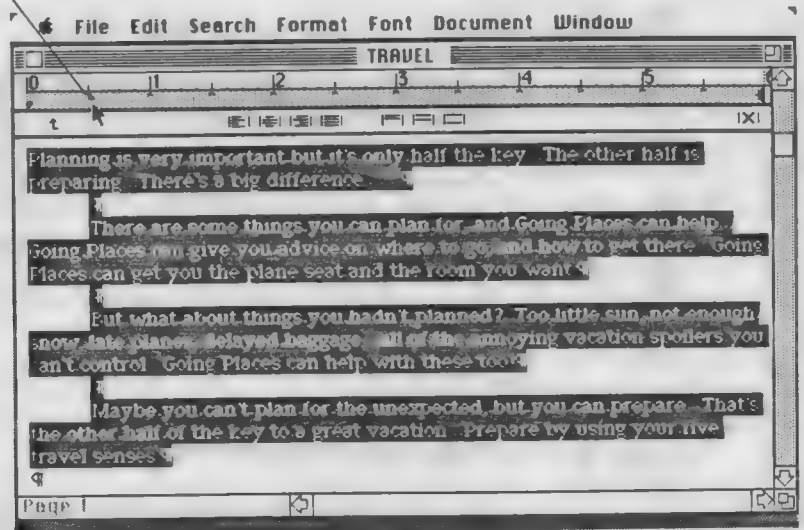 File Edit Search Format Font Document Window
TRAVEL
0 1 2 3 4 5
t
Planning is very important but it's only half the key. The other half is
preparing. There's a big difference.
¶
There are some things you can plan for, and Going Places can help.
Going Places can give you advice on where to go, and how to get there. Going
Places can get you the plane seat and the room you want.¶
¶
But what about things you hadn't planned? Too little sun, not enough
snow, late planes, delayed baggage, all of the annoying vacation spoilers you
can't control. Going Places can help with these too.¶
¶
Maybe you can't plan for the unexpected, but you can prepare. That's
the other half of the key to a great vacation. Prepare by using your five
travel senses.¶
¶
Page 1